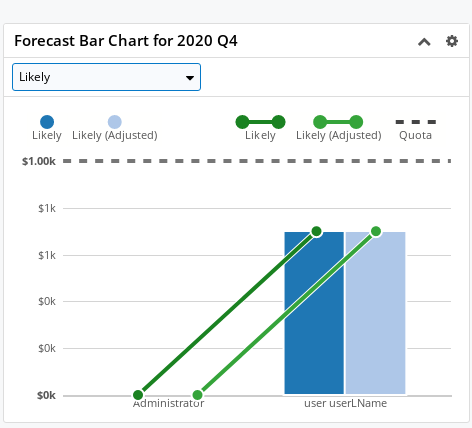 Forecast Bar Chart for 2020 Q4
Likely
Likely Likely (Adjusted) Likely Likely (Adjusted) Quota
$1.00k
$1k
$1k
$0k
$0k
$0k
Administrator user userLName